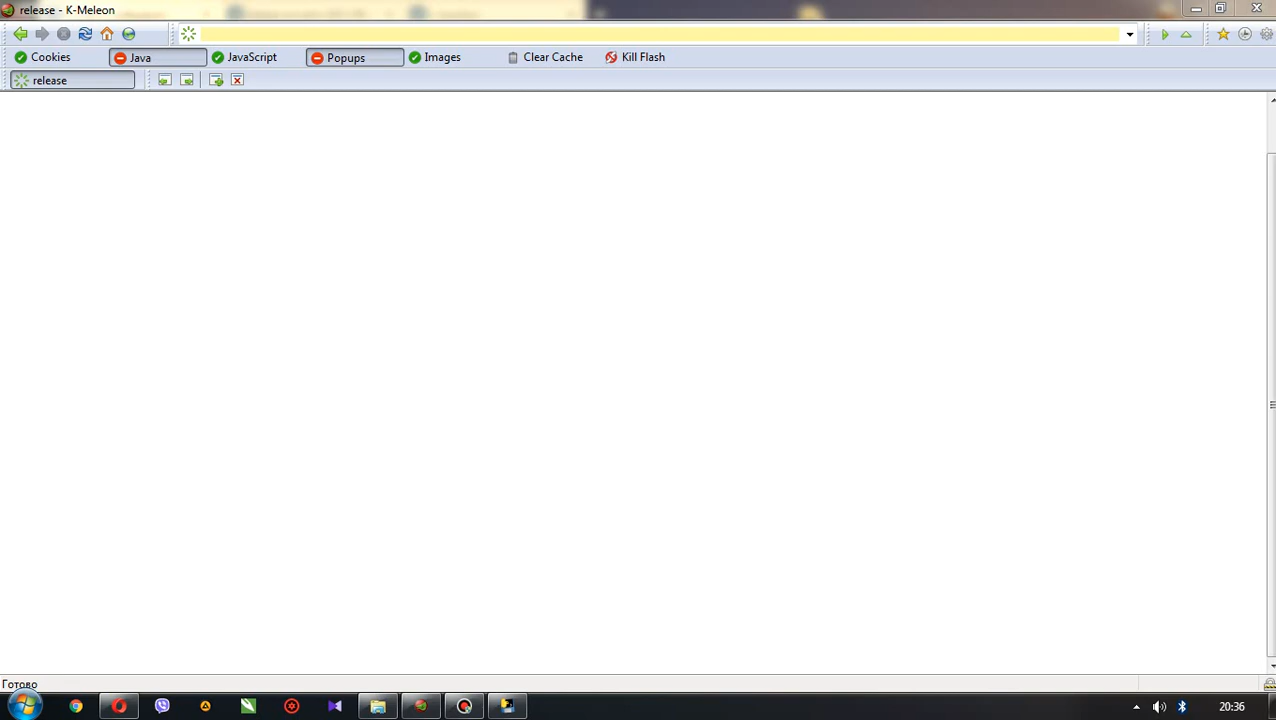 release - K-Meleon
Cookies Java JavaScript Popups Images Clear Cache Kill Flash
release
Готово
20:36